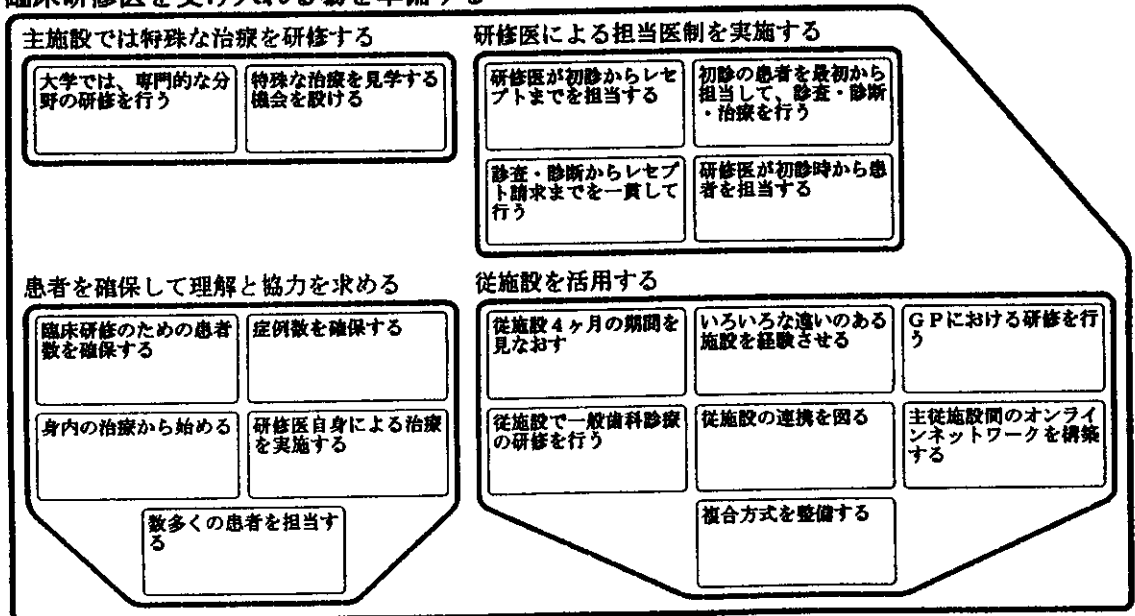 臨床研修医を受け入れる場を準備する
主施設では特殊な治療を研修する
大学では、専門的な分
野の研修を行う
特殊な治療を見学する
機会を設ける
研修医による担当医制を実施する
研修医が初診からレセ
プトまでを担当する
初診の患者を最初から
担当して、診査・診断
・治療を行う
診査・診断からレセプ
ト請求までを一貫して
行う
研修医が初診時から患
者を担当する
患者を確保して理解と協力を求める
臨床研修のための患者
数を確保する
症例数を確保する
身内の治療から始める
研修医自身による治療
を実施する
数多くの患者を担当す
る
従施設を活用する
従施設4ヶ月の期間を
見なおす
いろいろな違いのある
施設を経験させる
GPにおける研修を行
う
従施設で一般歯科診療
の研修を行う
従施設の連携を図る
主従施設間のオンライ
ンネットワークを構築
する
複合方式を整備する